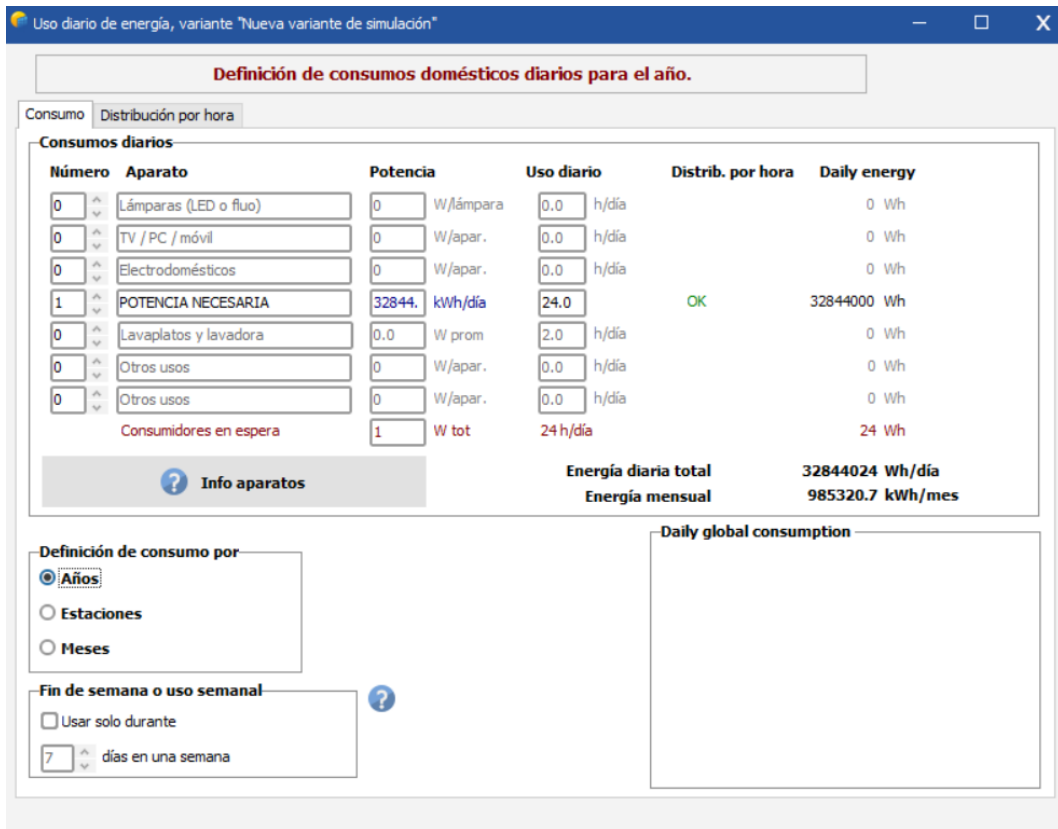 Uso diario de energía, variante "Nueva variante de simulación"
Definición de consumos domésticos diarios para el año.
Consumo Distribución por hora
Consumos diarios
Número Aparato Potencia Uso diario Distrib. por hora Daily energy
0 Lámparas (LED o fluo) 0 W/lámpara 0.0 h/día 0 Wh
0 TV / PC / móvil 0 W/apar. 0.0 h/día 0 Wh
0 Electrodomésticos 0 W/apar. 0.0 h/día 0 Wh
1 POTENCIA NECESARIA 32844. kWh/día 24.0 OK 32844000 Wh
0 Lavaplatos y lavadora 0.0 W prom 2.0 h/día 0 Wh
0 Otros usos 0 W/apar. 0.0 h/día 0 Wh
0 Otros usos 0 W/apar. 0.0 h/día 0 Wh
Consumidores en espera 1 W tot 24 h/día 24 Wh
? Info aparatos
Energía diaria total 32844024 Wh/día
Energía mensual 985320.7 kWh/mes
Definición de consumo por
Años
Estaciones
Meses
Fin de semana o uso semanal
Usar solo durante
7 días en una semana
?
Daily global consumption